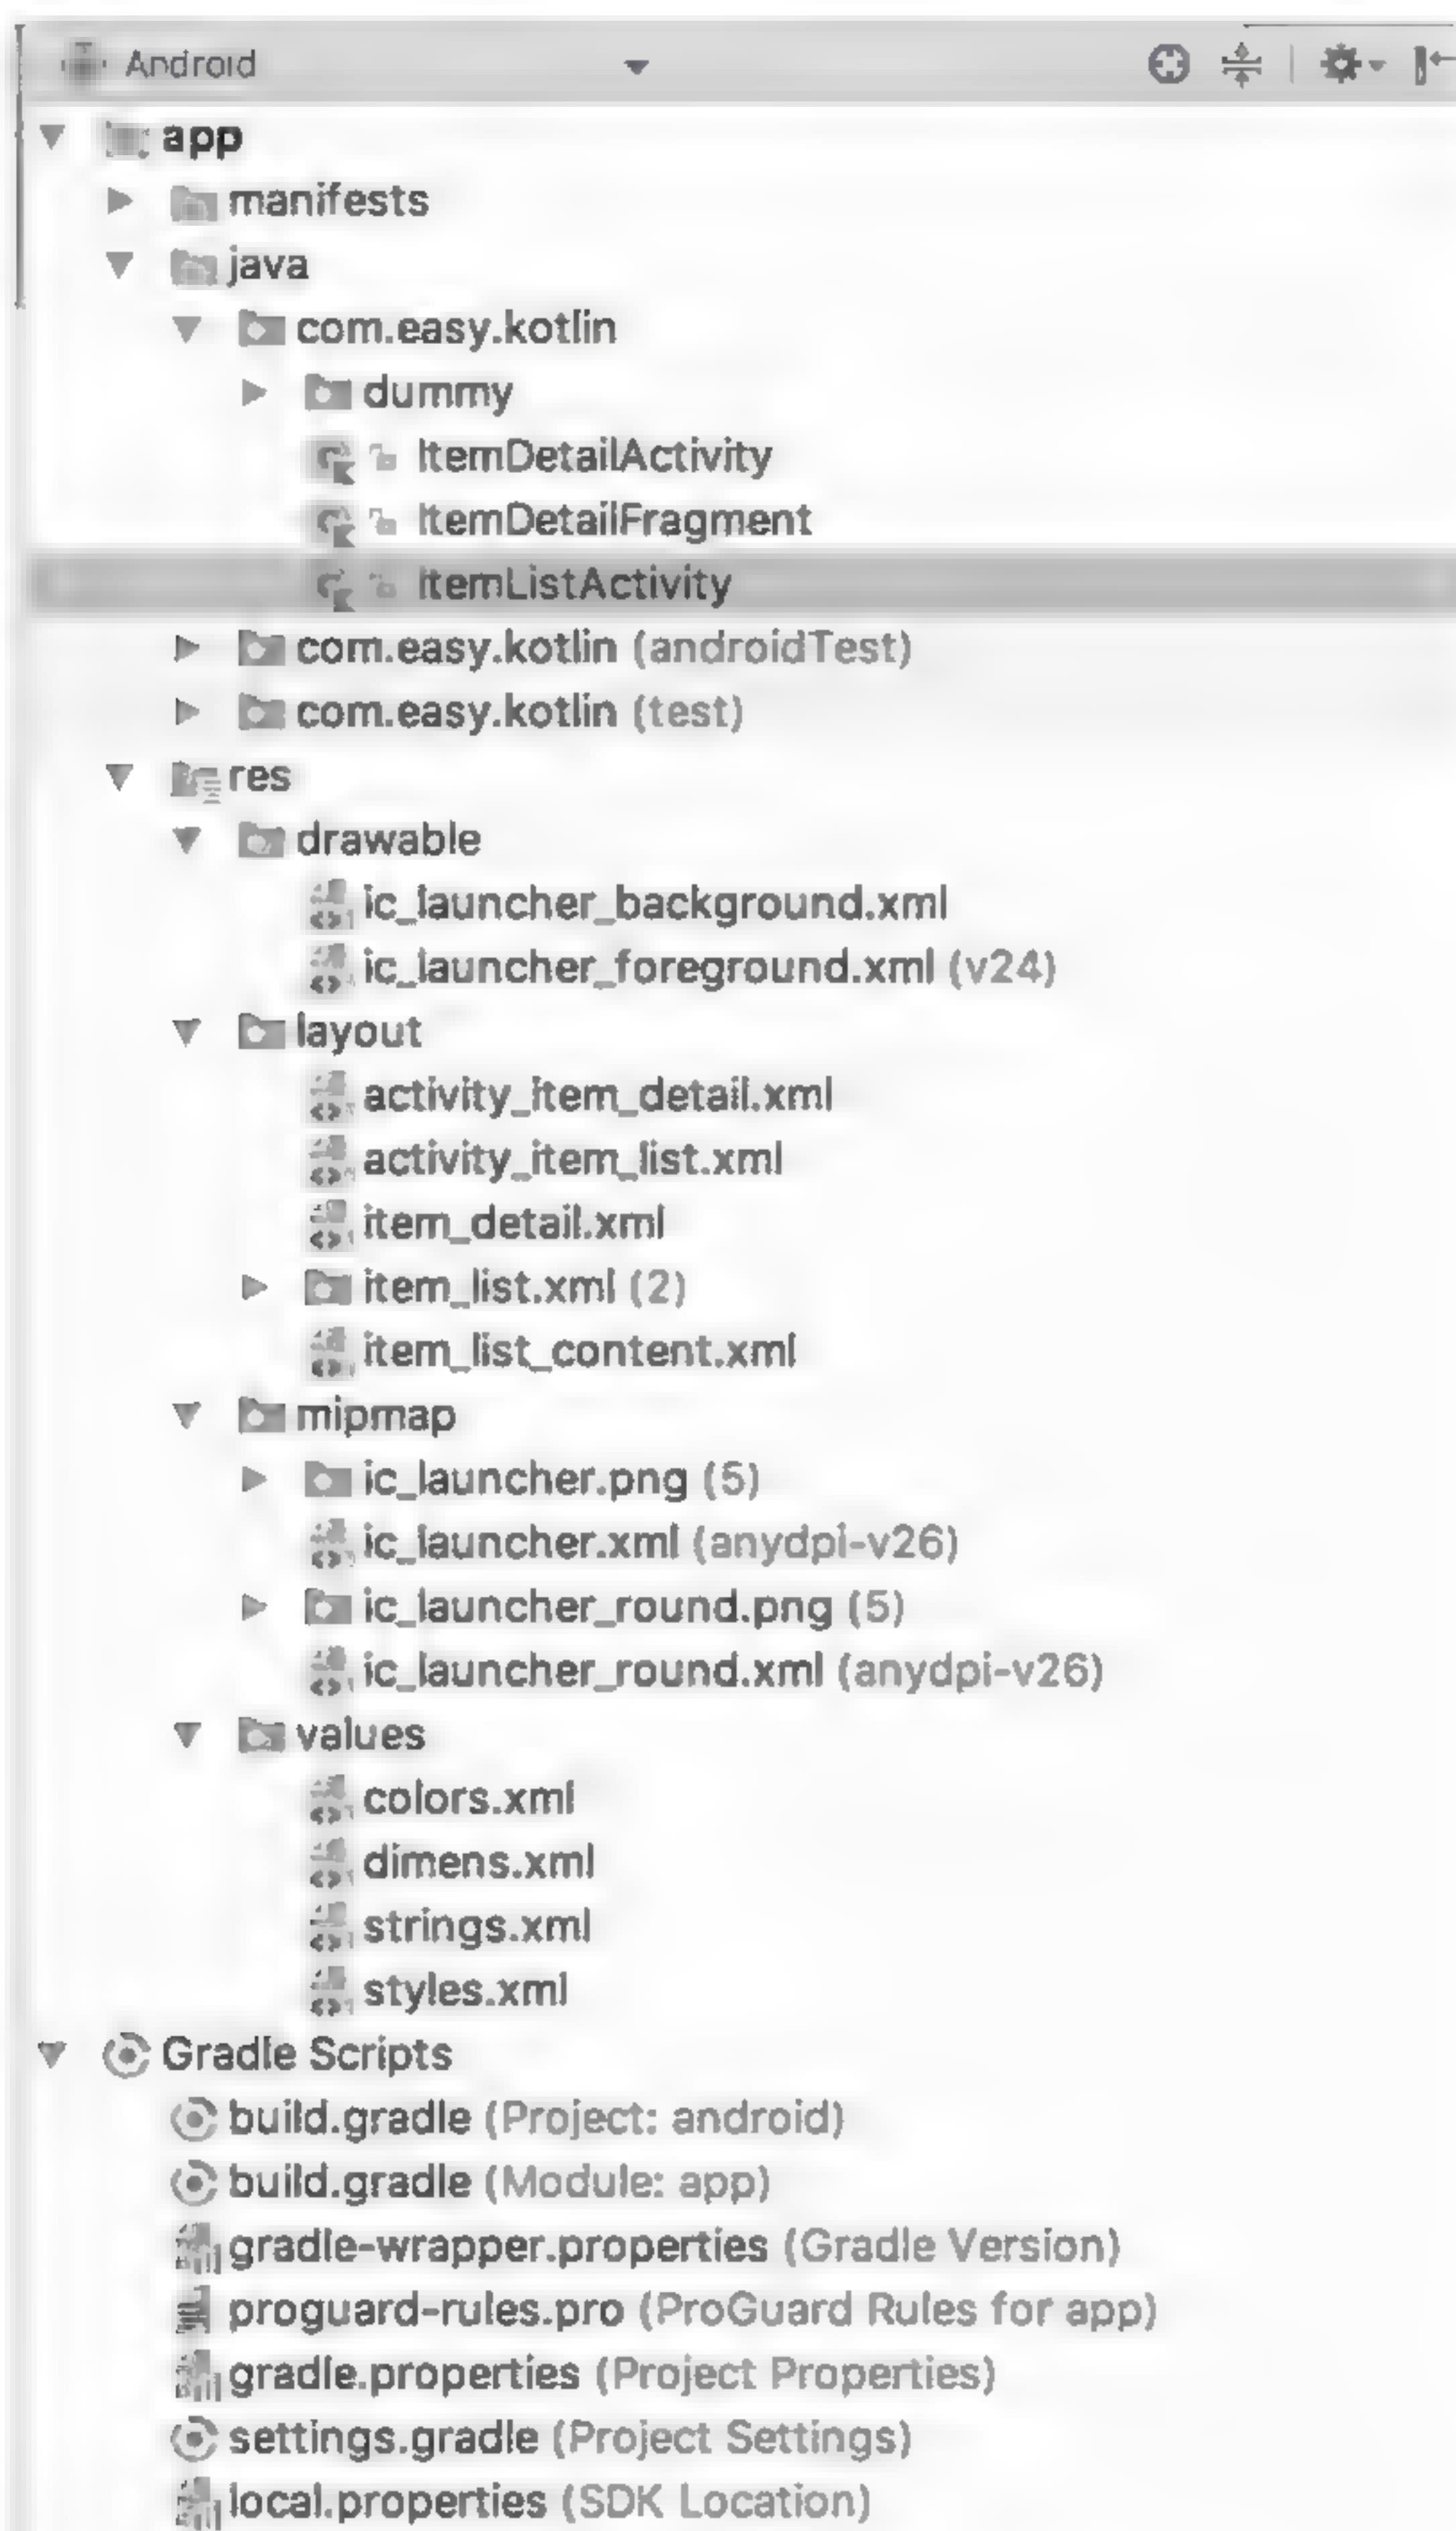 Android
app
manifests
java
com.easy.kotlin
dummy
ItemDetailActivity
ItemDetailFragment
ItemListActivity
com.easy.kotlin (androidTest)
com.easy.kotlin (test)
res
drawable
ic_launcher_background.xml
ic_launcher_foreground.xml (v24)
layout
activity_item_detail.xml
activity_item_list.xml
item_detail.xml
item_list.xml (2)
item_list_content.xml
mipmap
ic_launcher.png (5)
ic_launcher.xml (anydpi-v26)
ic_launcher_round.png (5)
ic_launcher_round.xml (anydpi-v26)
values
colors.xml
dimens.xml
strings.xml
styles.xml
Gradle Scripts
build.gradle (Project: android)
build.gradle (Module: app)
gradle-wrapper.properties (Gradle Version)
proguard-rules.pro (ProGuard Rules for app)
gradle.properties (Project Properties)
settings.gradle (Project Settings)
local.properties (SDK Location)